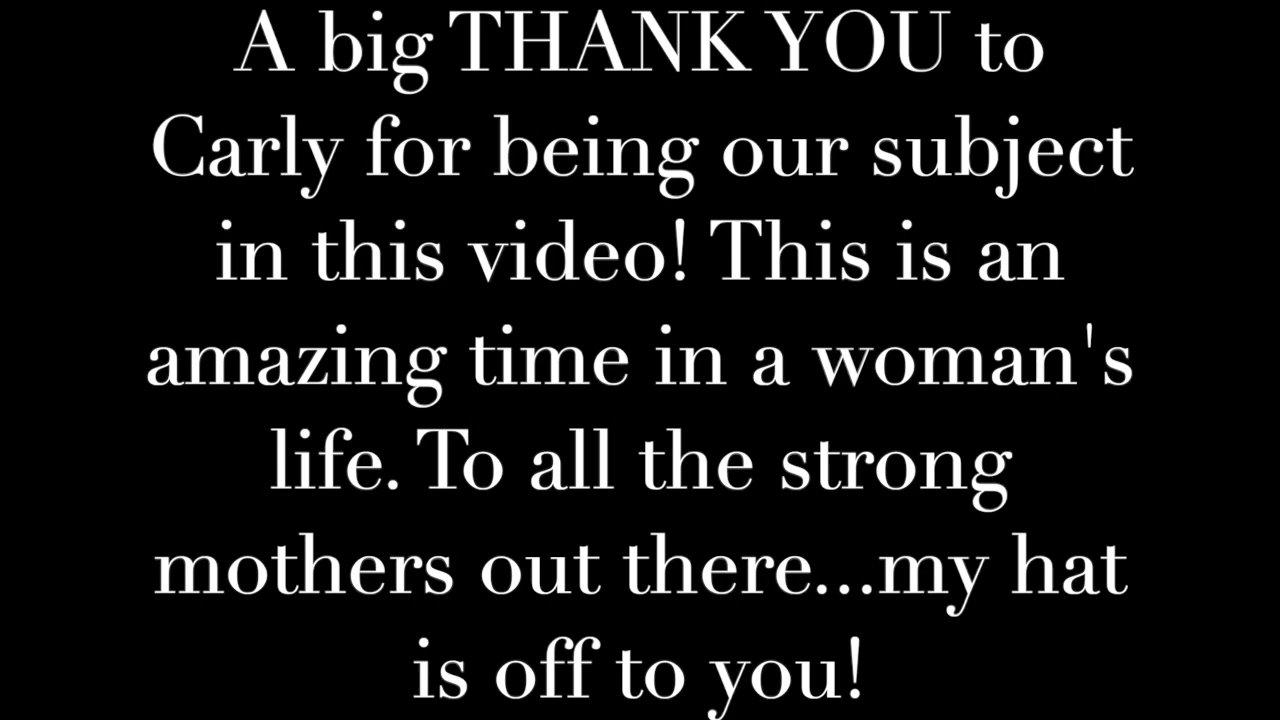 A big THANK YOU to
Carly for being our subject
in this video! This is an
amazing time in a woman's
life. To all the strong
mothers out there...my hat
is off to you!